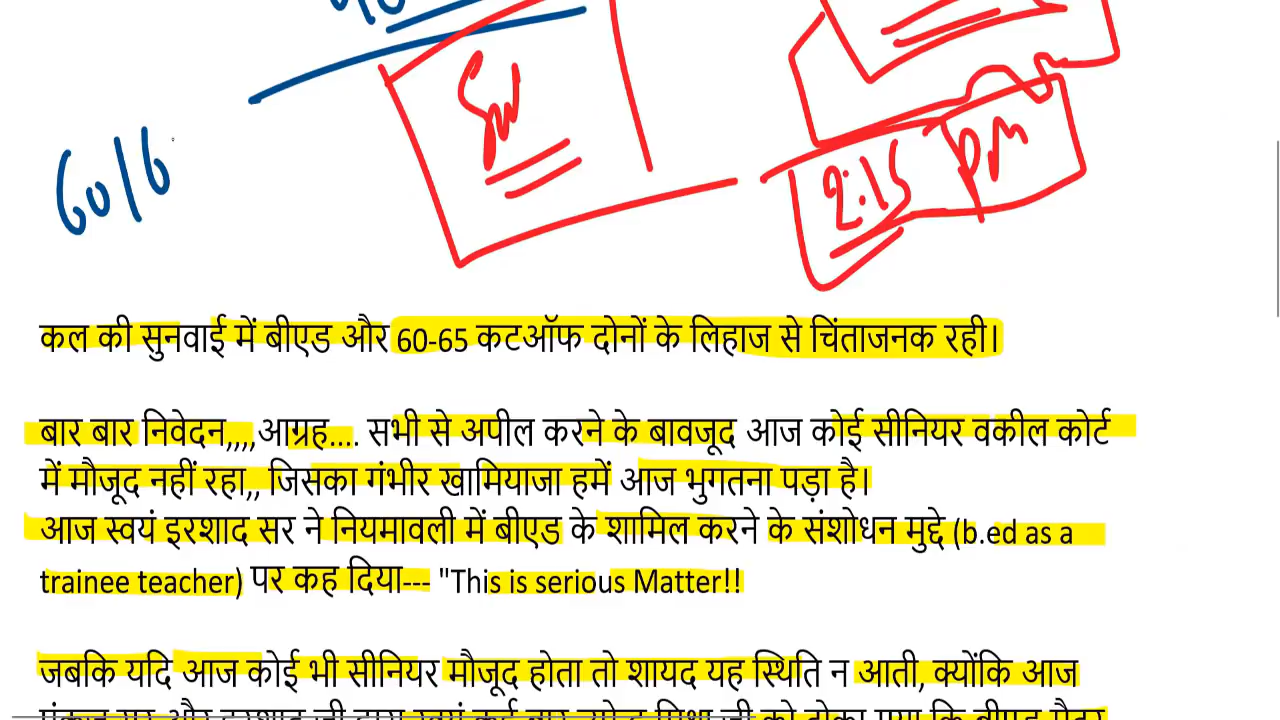 60/6
2:15 PM
कल की सुनवाई में बीएड और 60-65 कटऑफ दोनों के लिहाज से चिंताजनक रही।
बार बार निवेदन,,,,आग्रह.... सभी से अपील करने के बावजूद आज कोई सीनियर वकील कोर्ट
में मौजूद नहीं रहा,, जिसका गंभीर खामियाजा हमें आज भुगतना पड़ा है।
आज स्वयं इरशाद सर ने नियमावली में बीएड के शामिल करने के संशोधन मुद्दे (b.ed as a
trainee teacher) पर कह दिया--- "This is serious Matter!!
जबकि यदि आज कोई भी सीनियर मौजूद होता तो शायद यह स्थिति न आती, क्योंकि आज